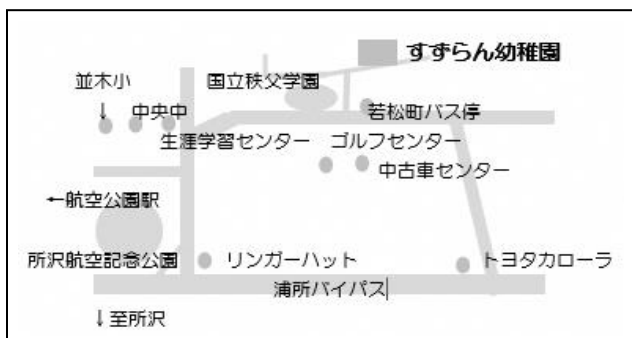 すずらん幼稚園
並木小
国立秩父学園
↓
中央中
若松町バス停
生涯学習センター
ゴルフセンター
中古車センター
←航空公園駅
所沢航空記念公園
リンガーハット
トヨタカローラ
浦所バイパス
↓至所沢